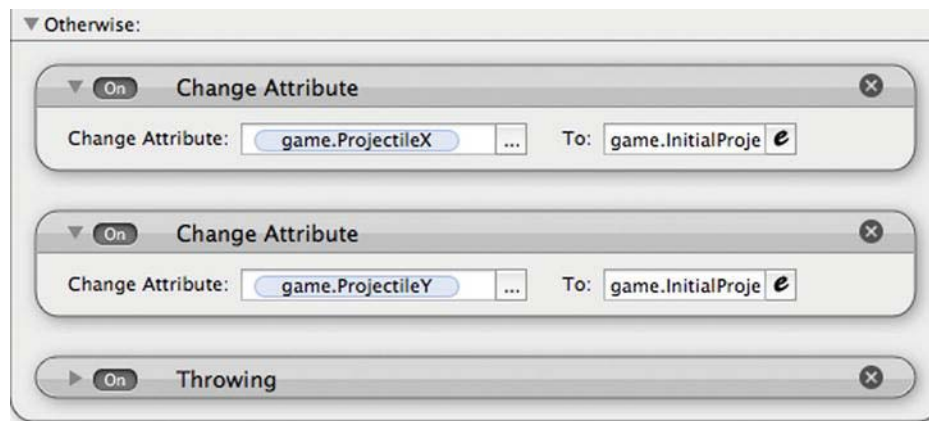 Otherwise:
On Change Attribute
Change Attribute: game.ProjectileX ... To: game.InitialProje e
On Change Attribute
Change Attribute: game.ProjectileY ... To: game.InitialProje e
On Throwing